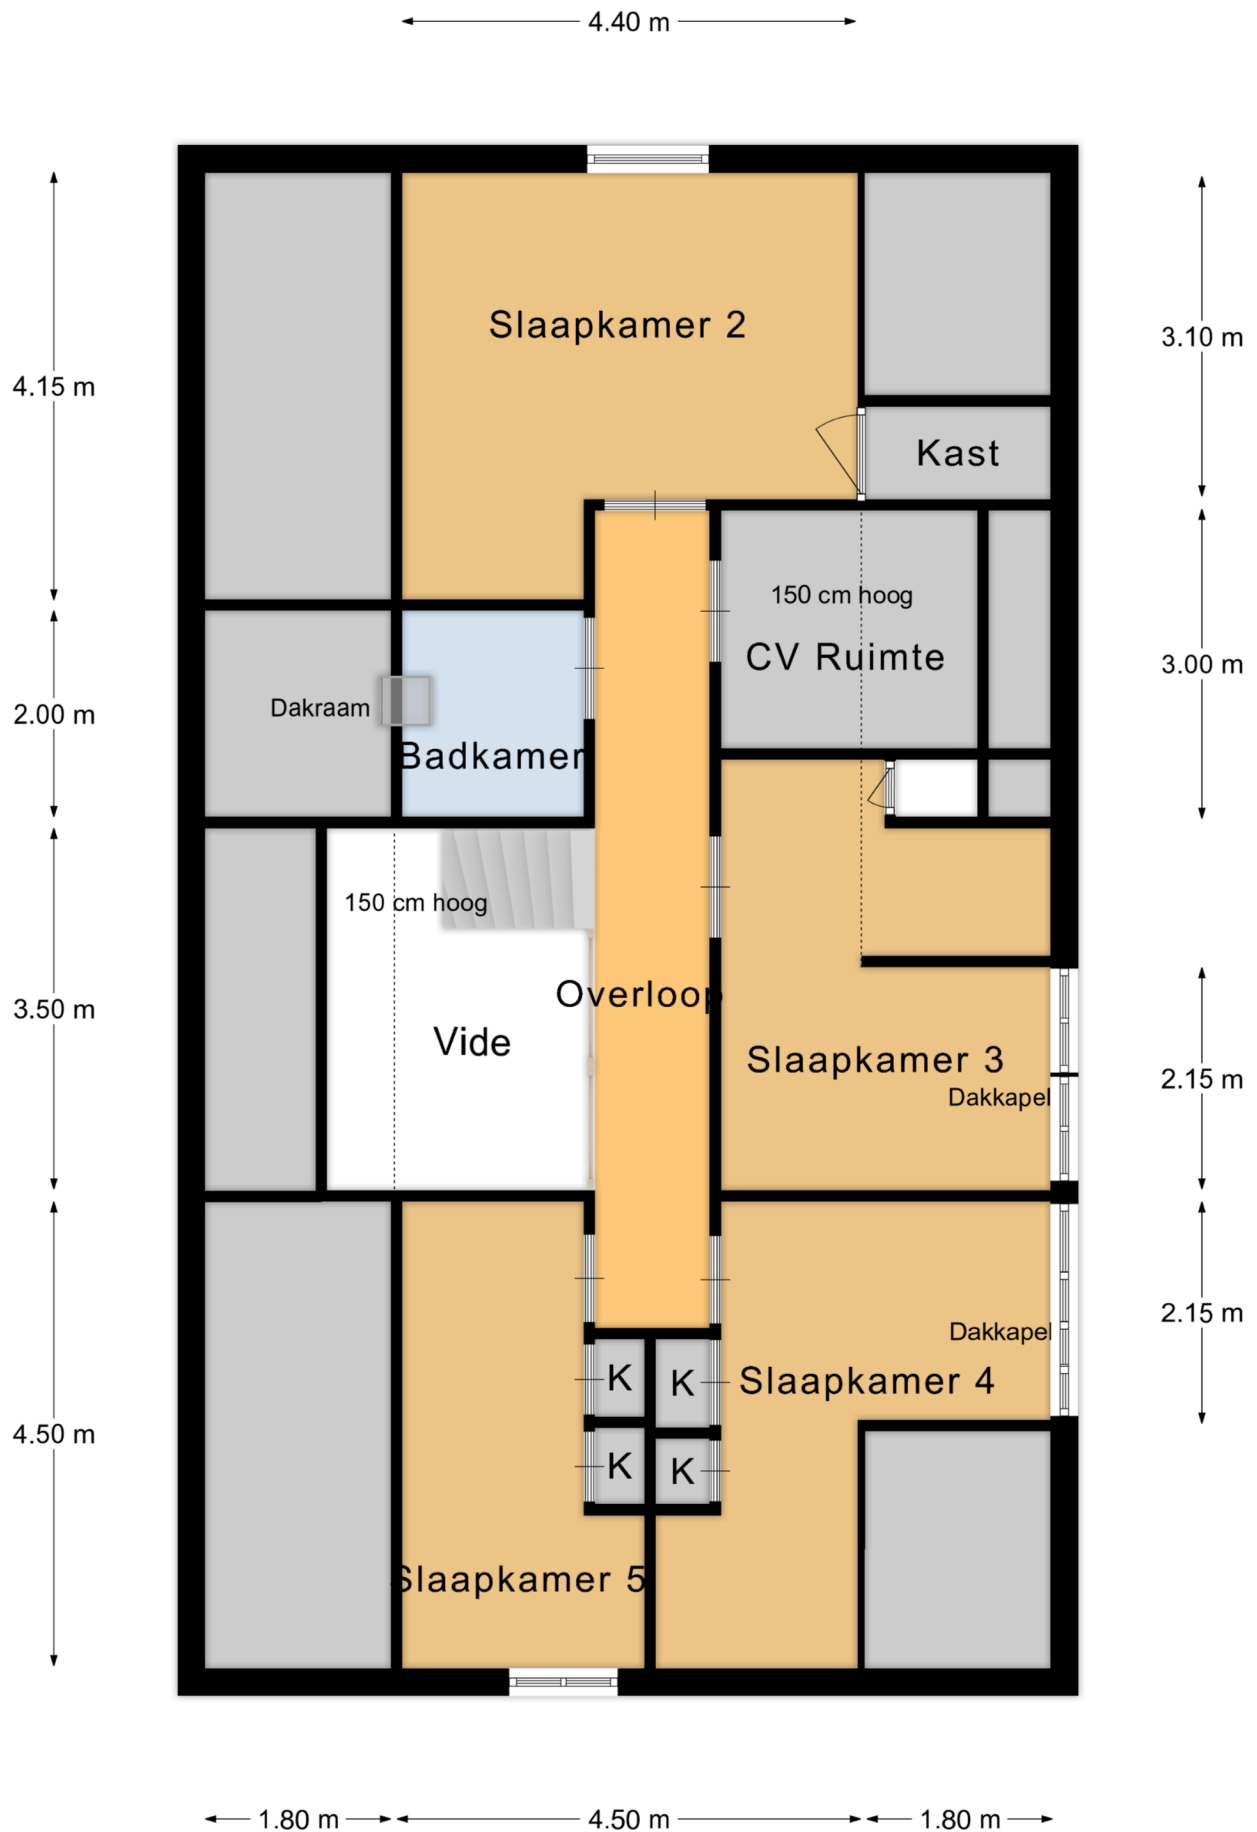 4.40 m
Slaapkamer 2
3.10 m
4.15 m
Kast
150 cm hoog
CV Ruimte
3.00 m
Dakraam
2.00 m
Badkamer
150 cm hoog
Overloop
3.50 m
Vide
Slaapkamer 3
2.15 m
Dakkapel
2.15 m
Dakkapel
K
K
Slaapkamer 4
4.50 m
K
K
Slaapkamer 5
1.80 m
4.50 m
1.80 m